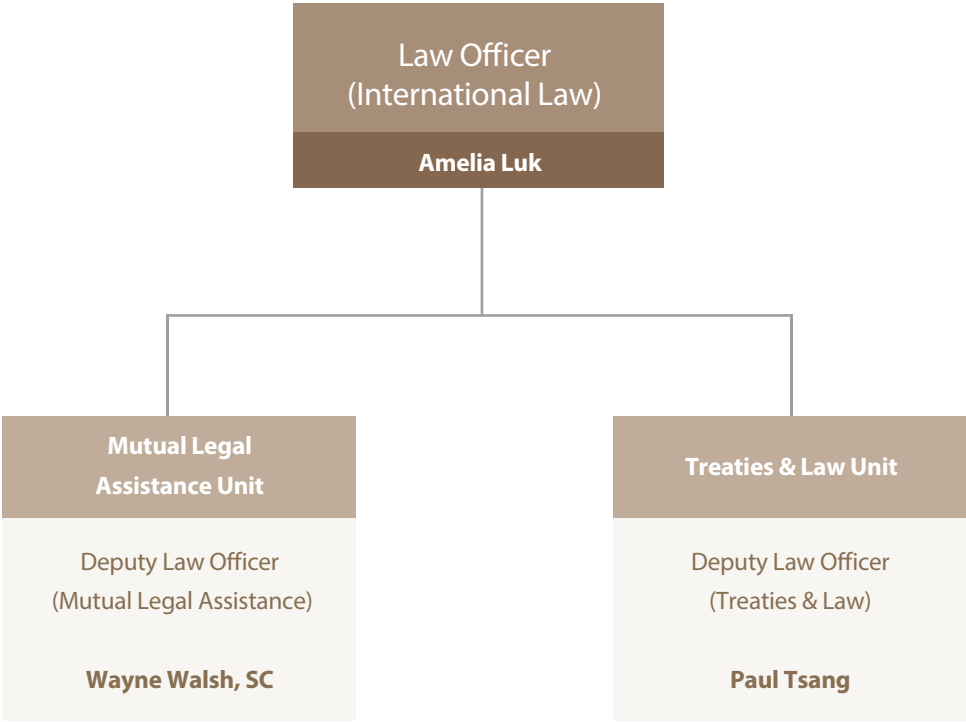 Law Officer
(International Law)
Amelia Luk
Mutual Legal
Assistance Unit
Deputy Law Officer
(Mutual Legal Assistance)
Wayne Walsh, SC
Treaties & Law Unit
Deputy Law Officer
(Treaties & Law)
Paul Tsang